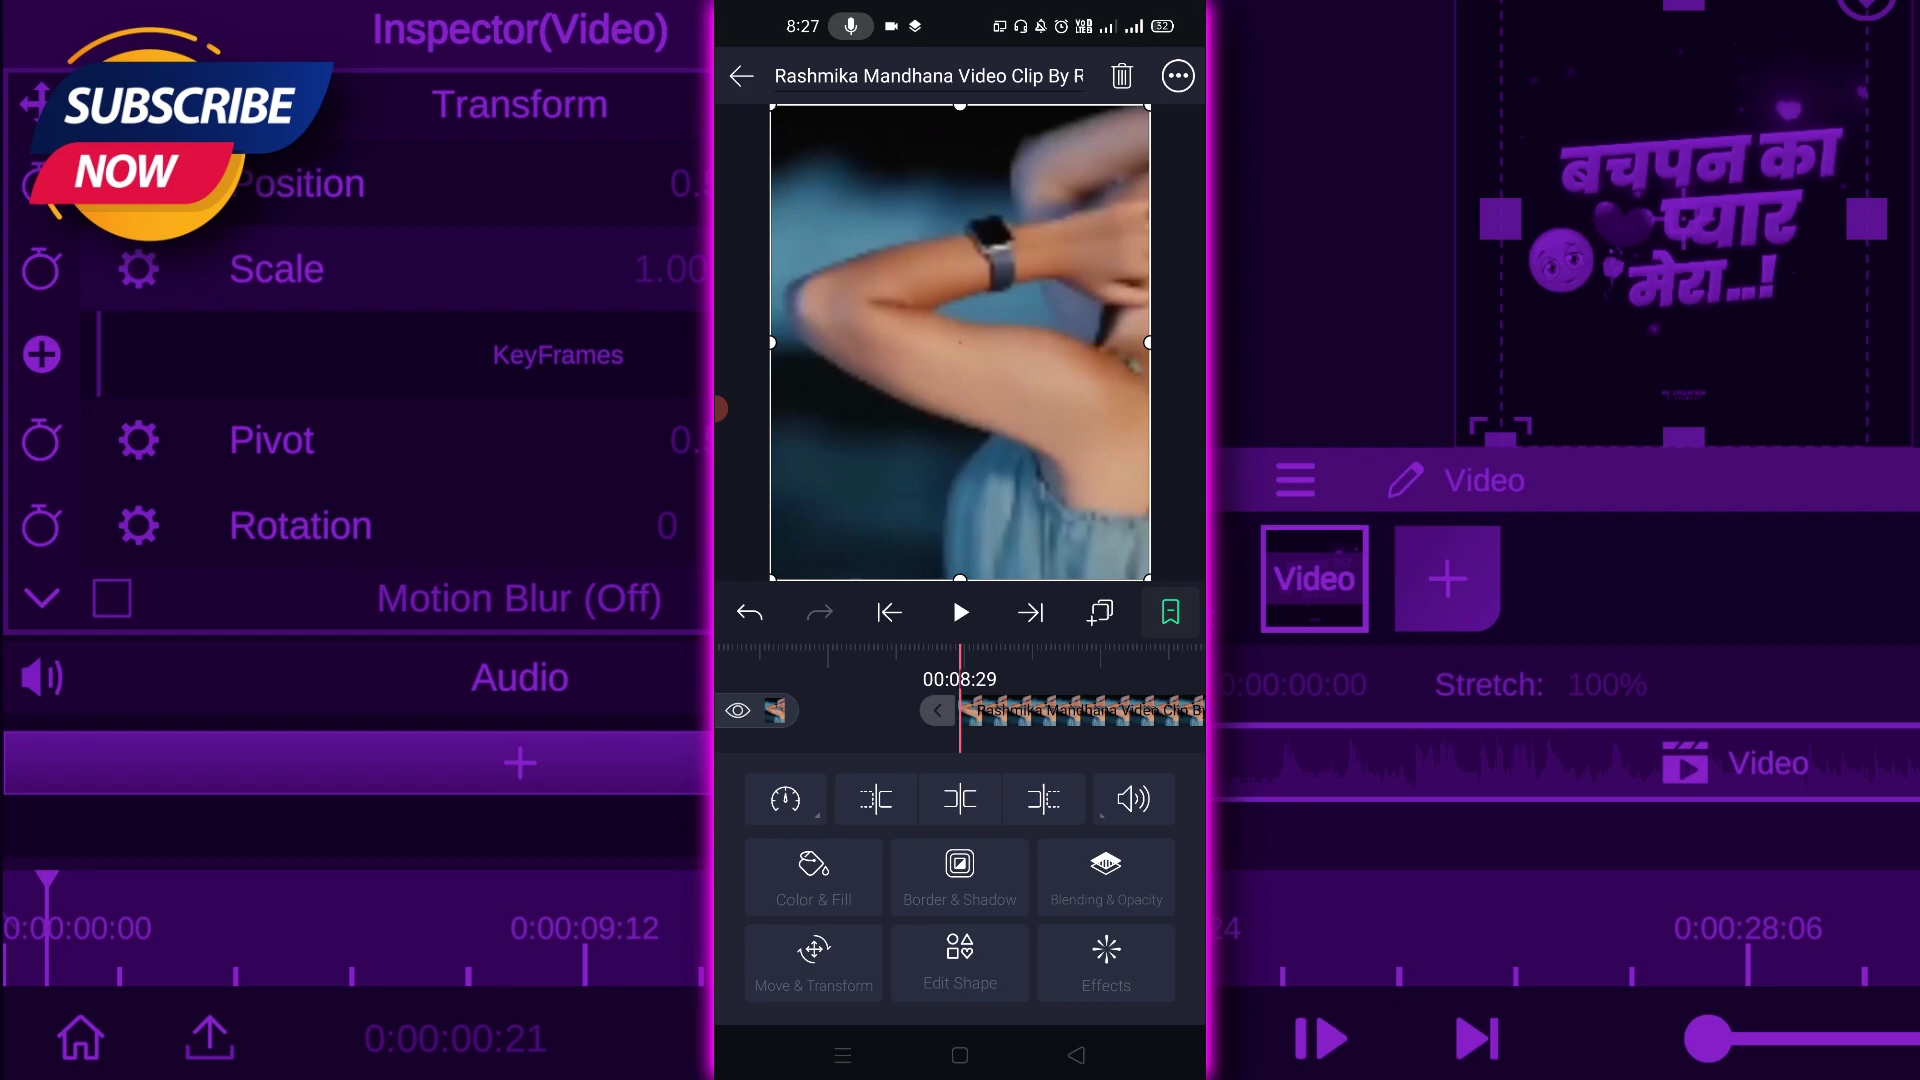 Inspector(Video)
SUBSCRIBE
NOW
Transform
Position
0.
Scale
1.00
KeyFrames
Pivot
0.
Rotation
0
Motion Blur (Off)
Audio
0:00:00:00
0:00:09:12
0:00:00:21
8:27
32
Rashmika Mandhana Video Clip By R
00:08:29
Rashmika Mandhana Video Clip B
Color & Fill
Border & Shadow
Blending & Opacity
Move & Transform
Edit Shape
Effects
बचपन का
प्यार
मेरा...!
Video
Video
0:00:00:00
Stretch: 100%
Video
24
0:00:28:06